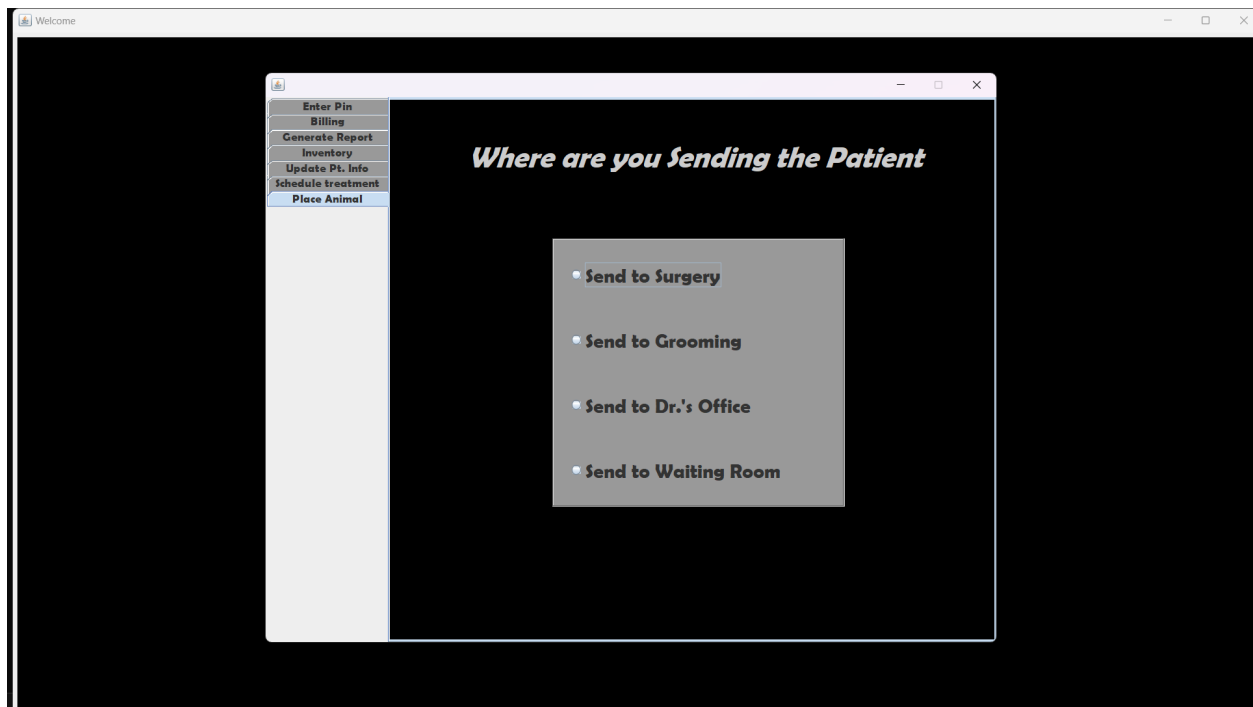 Welcome
Enter Pin
Billing
Generate Report
Inventory
Update Pt. Info
Schedule treatment
Place Animal
Where are you Sending the Patient
Send to Surgery
Send to Grooming
Send to Dr.'s Office
Send to Waiting Room